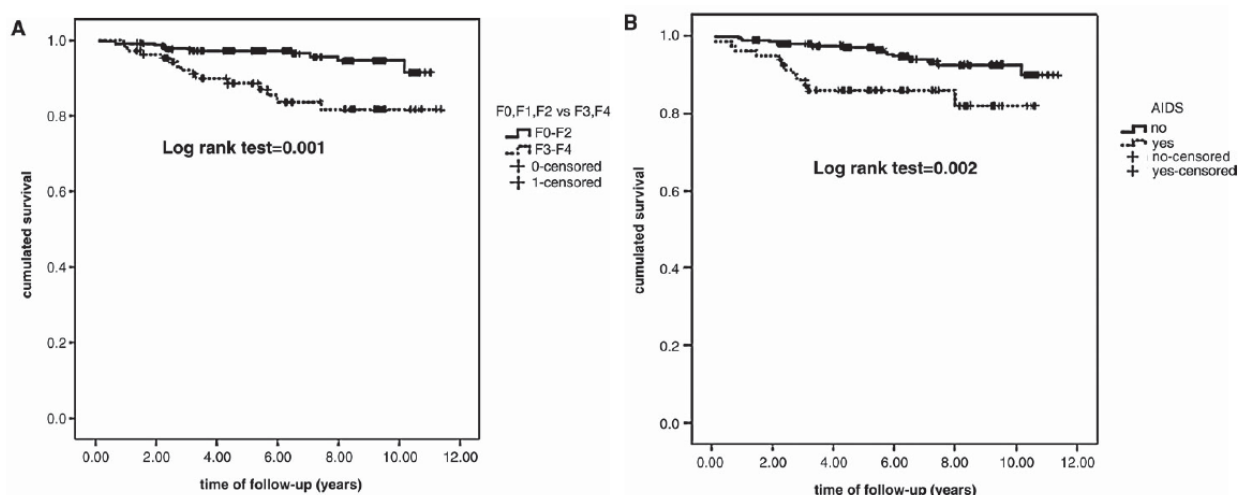 A
cumulated survival
1.0
0.8
0.6
0.4
0.2
0.0
Log rank test=0.001
0.00 2.00 4.00 6.00 8.00 10.00 12.00
time of follow-up (years)
F0,F1,F2 vs F3,F4
F0-F2
F3-F4
0-censored
1-censored
B
cumulated survival
1.0
0.8
0.6
0.4
0.2
0.0
Log rank test=0.002
0.00 2.00 4.00 6.00 8.00 10.00 12.00
time of follow-up (years)
AIDS
no
yes
no-censored
yes-censored